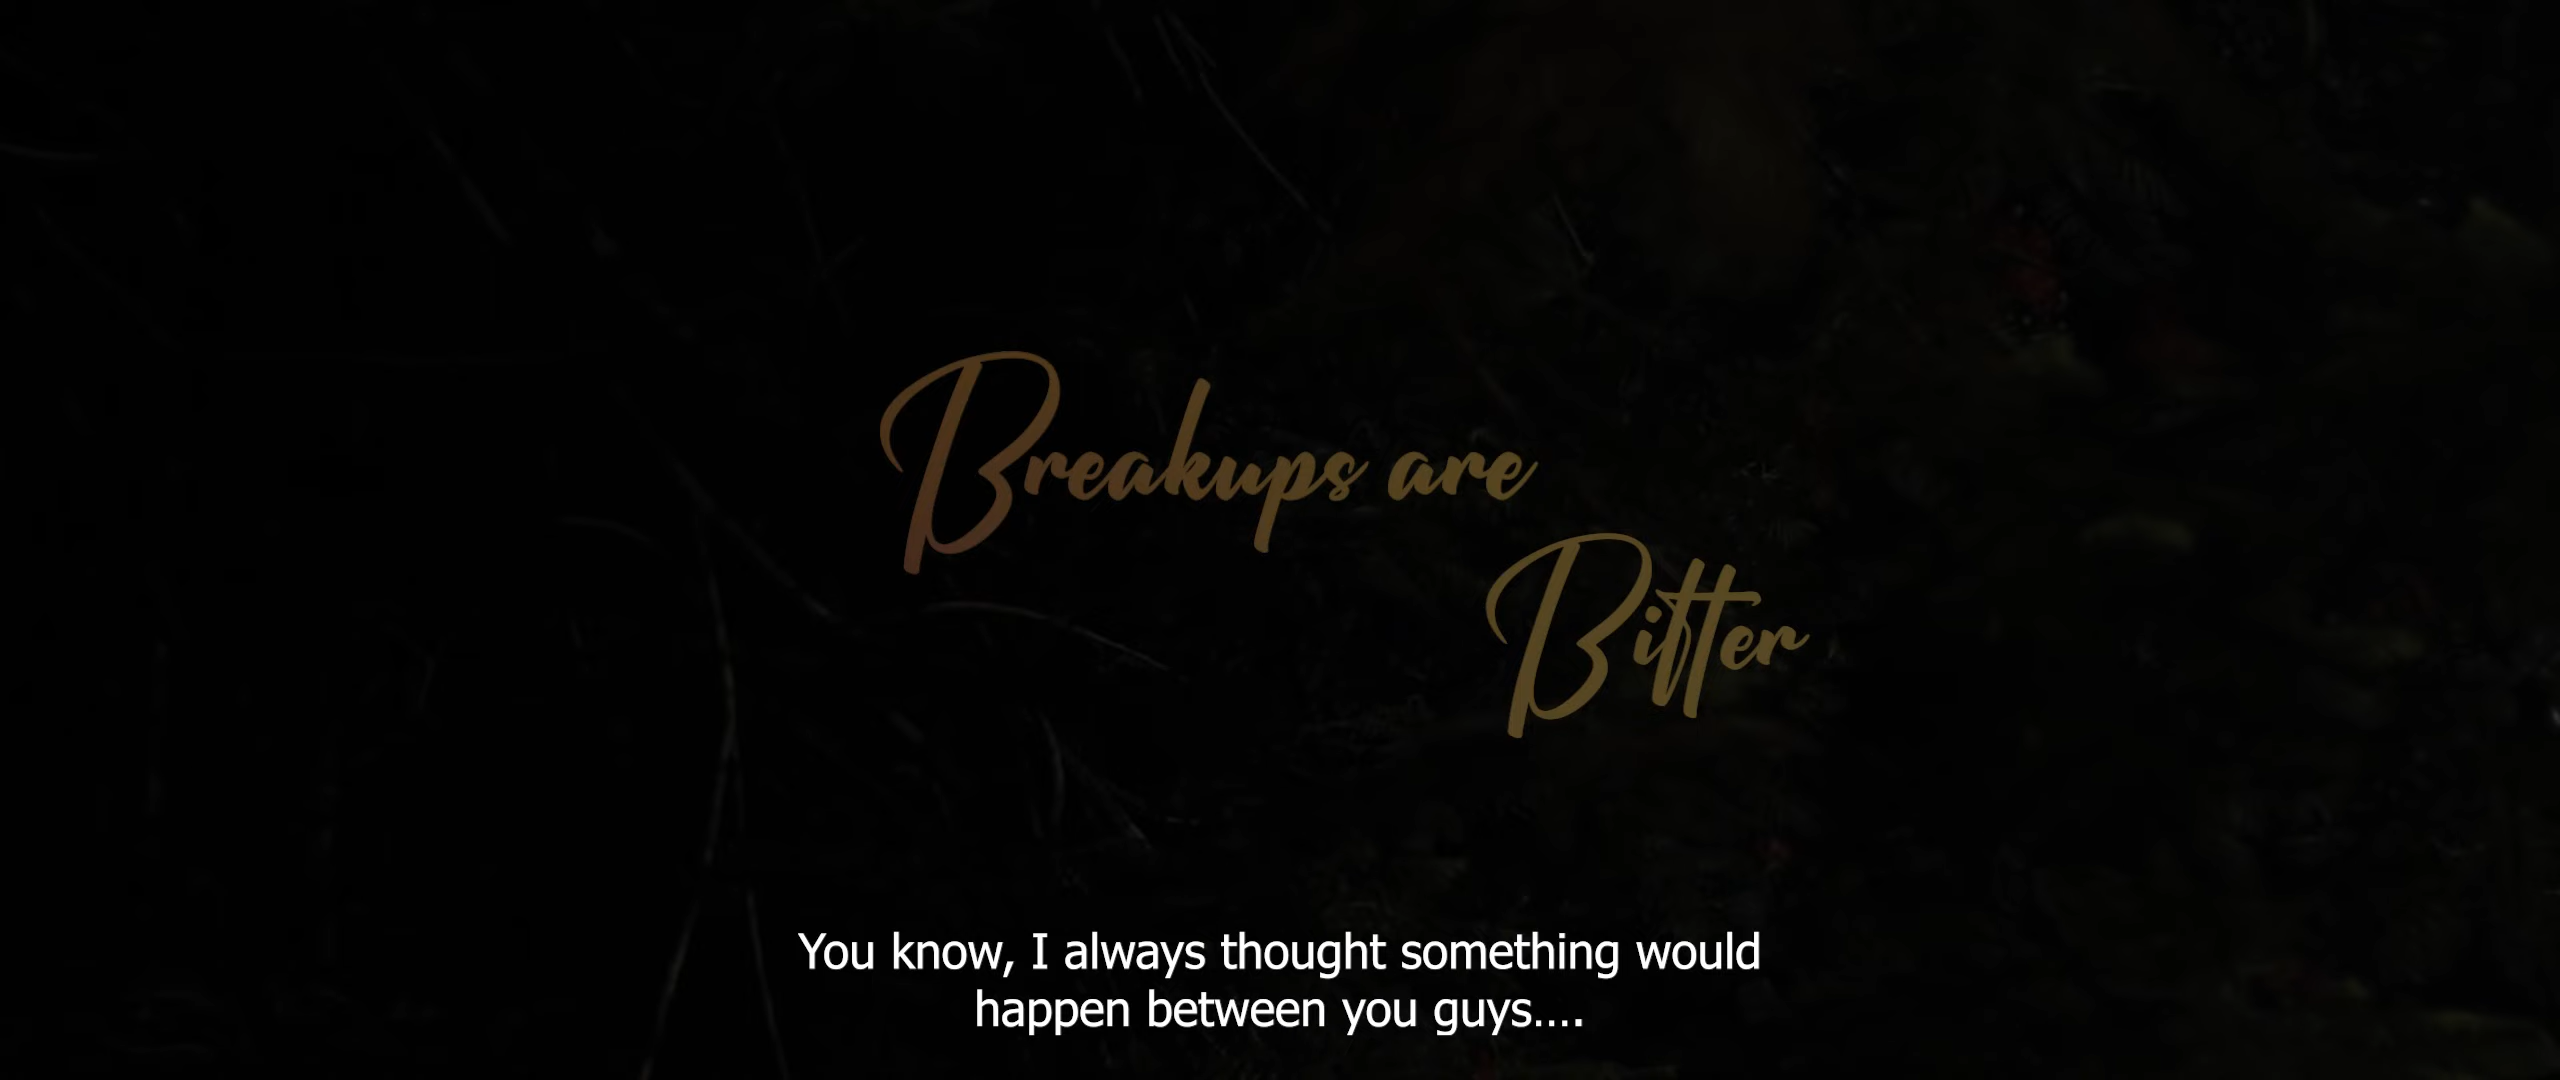 Breakups are
Bitter
You know, I always thought something would
happen between you guys....